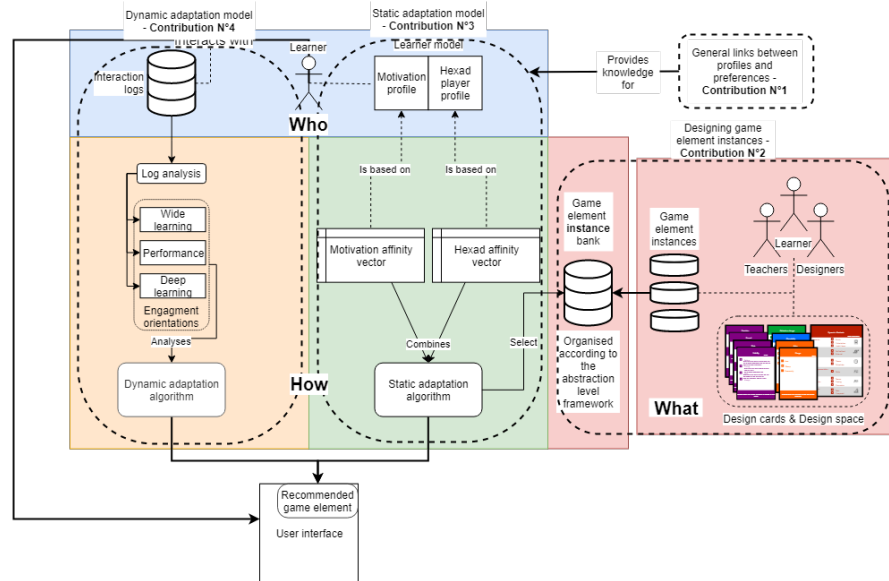 Dynamic adaptation model
- Contribution N°4
Static adaptation model
- Contribution N°3
Interacts with
Learner
Learner model
Interaction
logs
Motivation
profile
Hexad
player
profile
Provides
knowledge
for
General links between
profiles and
preferences -
Contribution N°1
Who
Designing game
element instances -
Contribution N°2
Log analysis
Is based on
Is based on
Wide
learning
Performance
Deep
learning
Engagment
orientations
Analyses
Motivation affinity
vector
Hexad affinity
vector
Game
element
instance
bank
Game
element
instances
Learner
Teachers
Designers
Combines
Select
Organised
according to
the
abstraction
level
framework
Dynamic adaptation
algorithm
How
Static adaptation
algorithm
What
Design cards & Design space
Recommended
game element
User interface